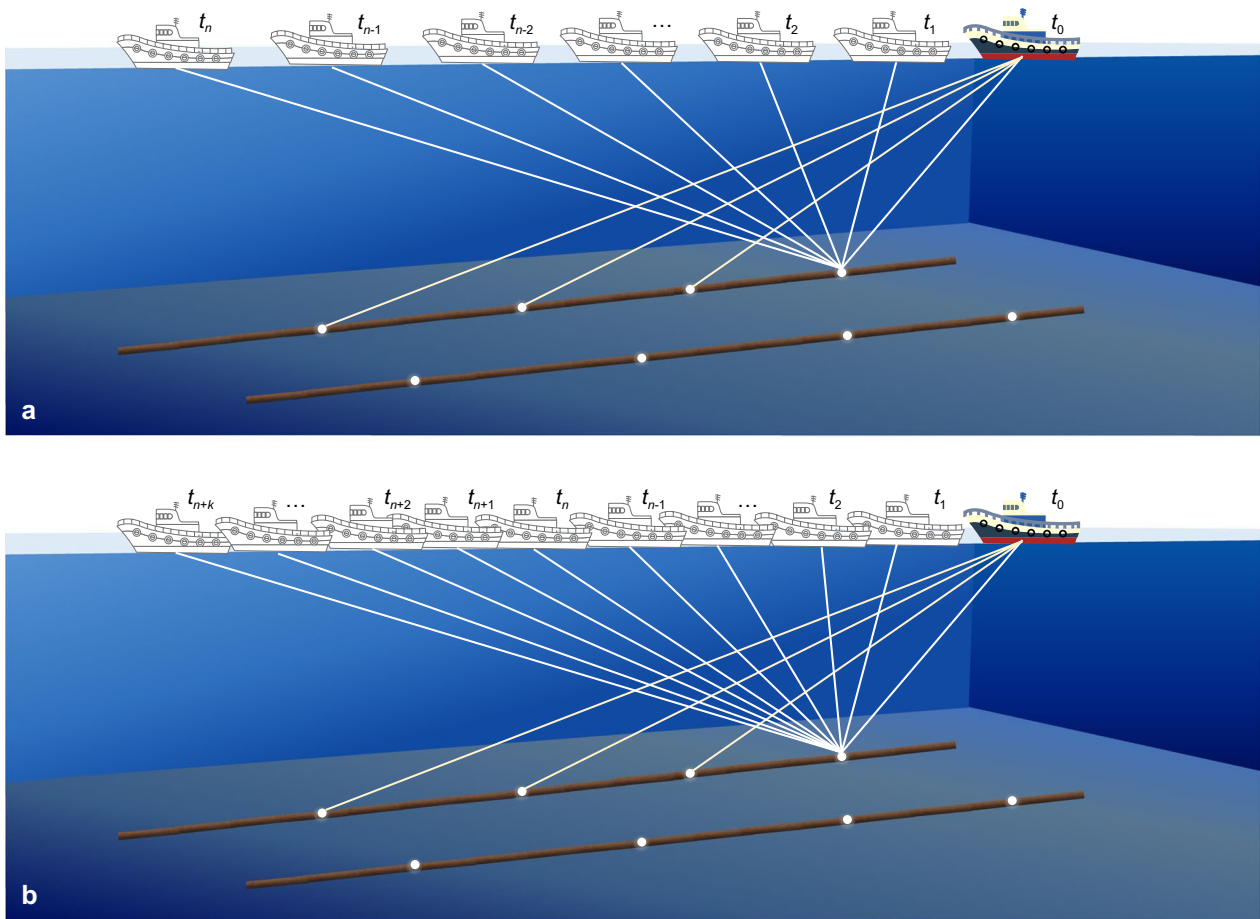 tn tn-1 tn-2 ... t2 t1 t0
a
tn+k ... tn+2 tn+1 tn tn-1 ... t2 t1 t0
b